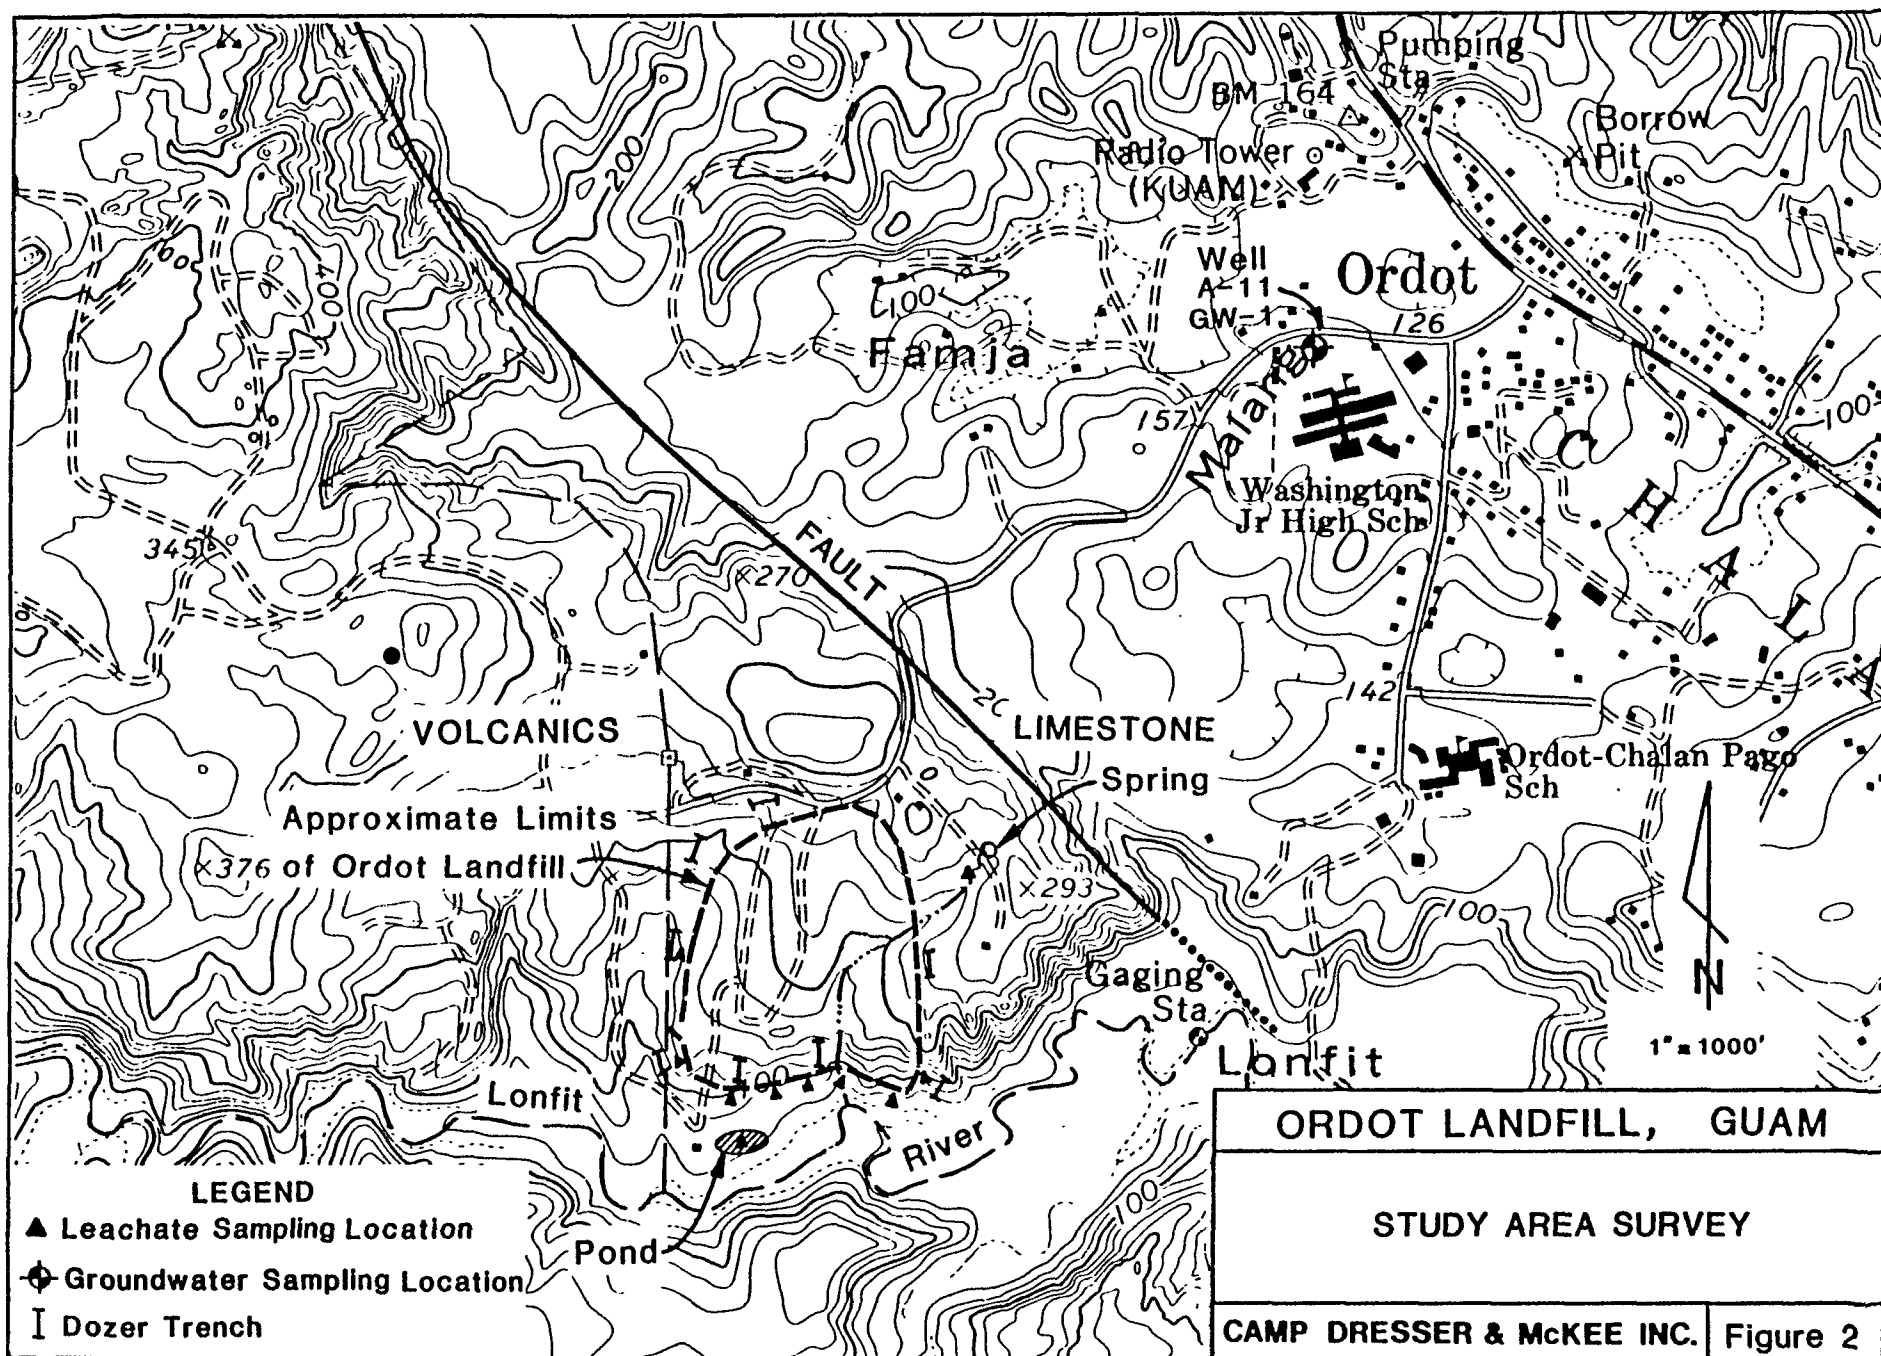 Pumping
Sta
BM 164
Borrow
Pit
Radio Tower
(KUAM)
200
Well
A-11
GW-1
Ordot
126
400
100
Famja
157
100
Washington
Jr High Sch
C H A L A
345
×270
FAULT
142
VOLCANICS
LIMESTONE
Spring
Ordot-Chalan Pago
Sch
Approximate Limits
×376 of Ordot Landfill
×293
100
Gaging
Sta
N
1" = 1000'
Lonfit
Lonfit
River
100
Pond
ORDOT LANDFILL, GUAM
STUDY AREA SURVEY
CAMP DRESSER & McKEE INC.
Figure 2
LEGEND
Leachate Sampling Location
Groundwater Sampling Location
Dozer Trench